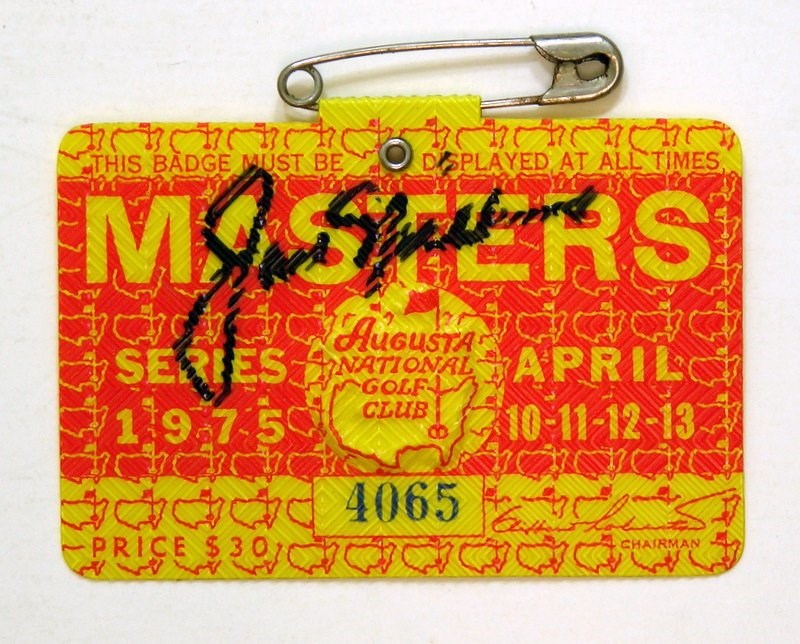 THIS BADGE MUST BE DISPLAYED AT ALL TIMES
MASTERS
SERIES
1975
AUGUSTA
NATIONAL
GOLF
CLUB
APRIL
10-11-12-13
4065
PRICE $30
CHAIRMAN